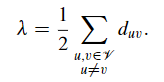 λ = 1/2 ∑_{u,v∈𝒱, u≠v} d_{uv}.